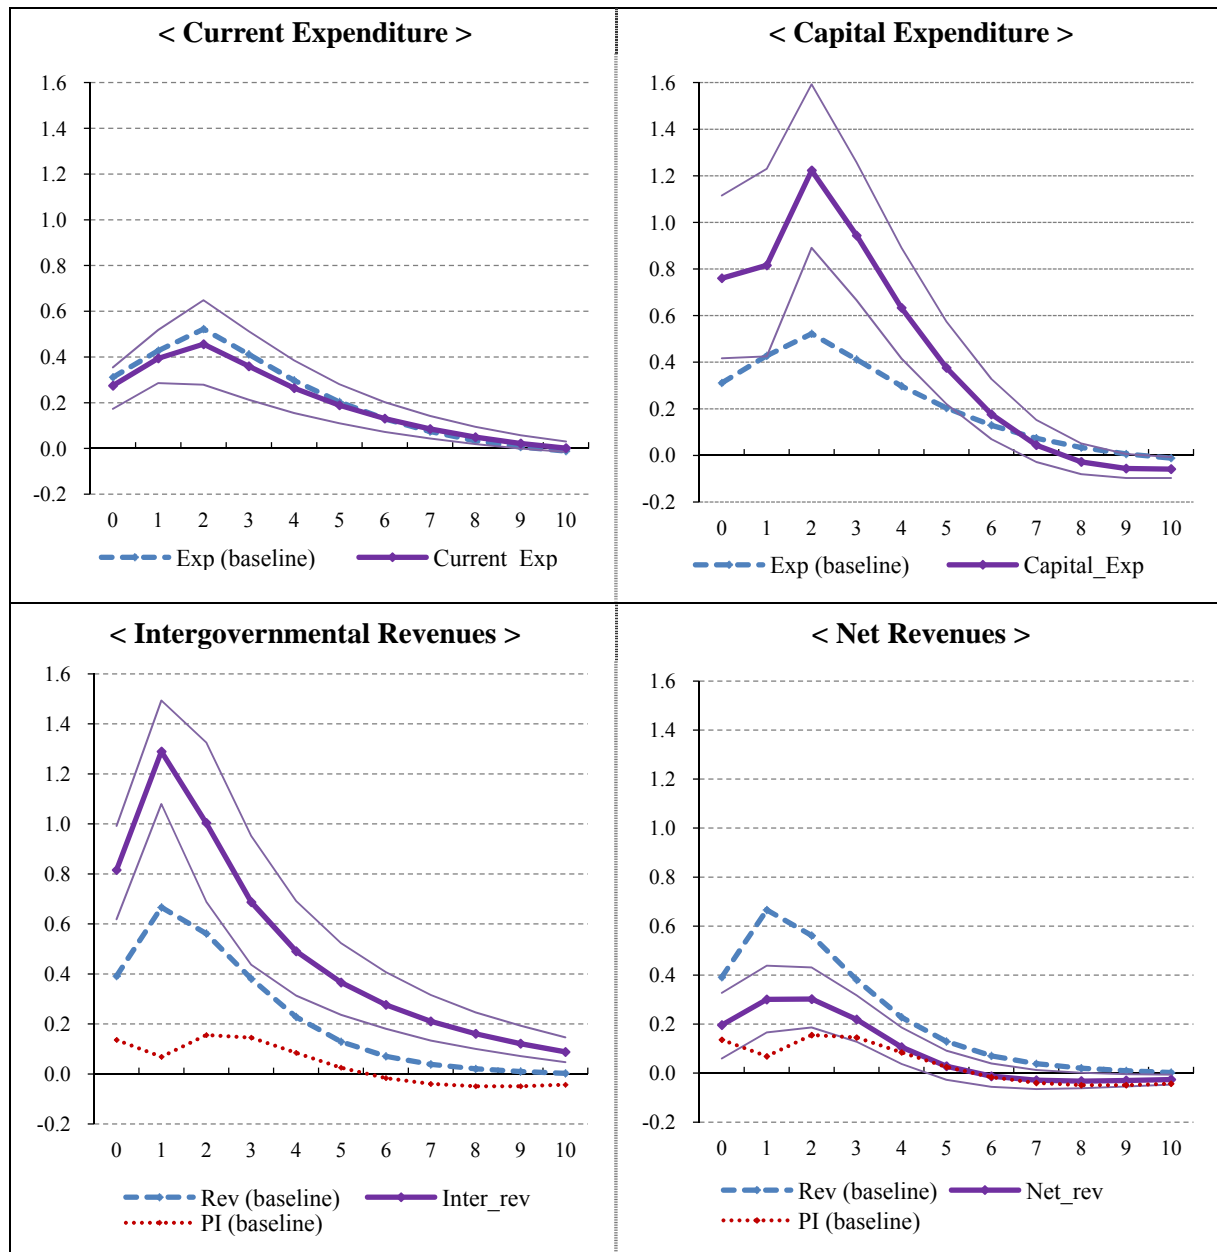 < Current Expenditure >
1.6
1.4
1.2
1.0
0.8
0.6
0.4
0.2
0.0
-0.2
0 1 2 3 4 5 6 7 8 9 10
Exp (baseline) Current_Exp
< Capital Expenditure >
1.6
1.4
1.2
1.0
0.8
0.6
0.4
0.2
0.0
-0.2
0 1 2 3 4 5 6 7 8 9 10
Exp (baseline) Capital_Exp
< Intergovernmental Revenues >
1.6
1.4
1.2
1.0
0.8
0.6
0.4
0.2
0.0
-0.2
0 1 2 3 4 5 6 7 8 9 10
Rev (baseline) Inter_rev
PI (baseline)
< Net Revenues >
1.6
1.4
1.2
1.0
0.8
0.6
0.4
0.2
0.0
-0.2
0 1 2 3 4 5 6 7 8 9 10
Rev (baseline) Net_rev
PI (baseline)